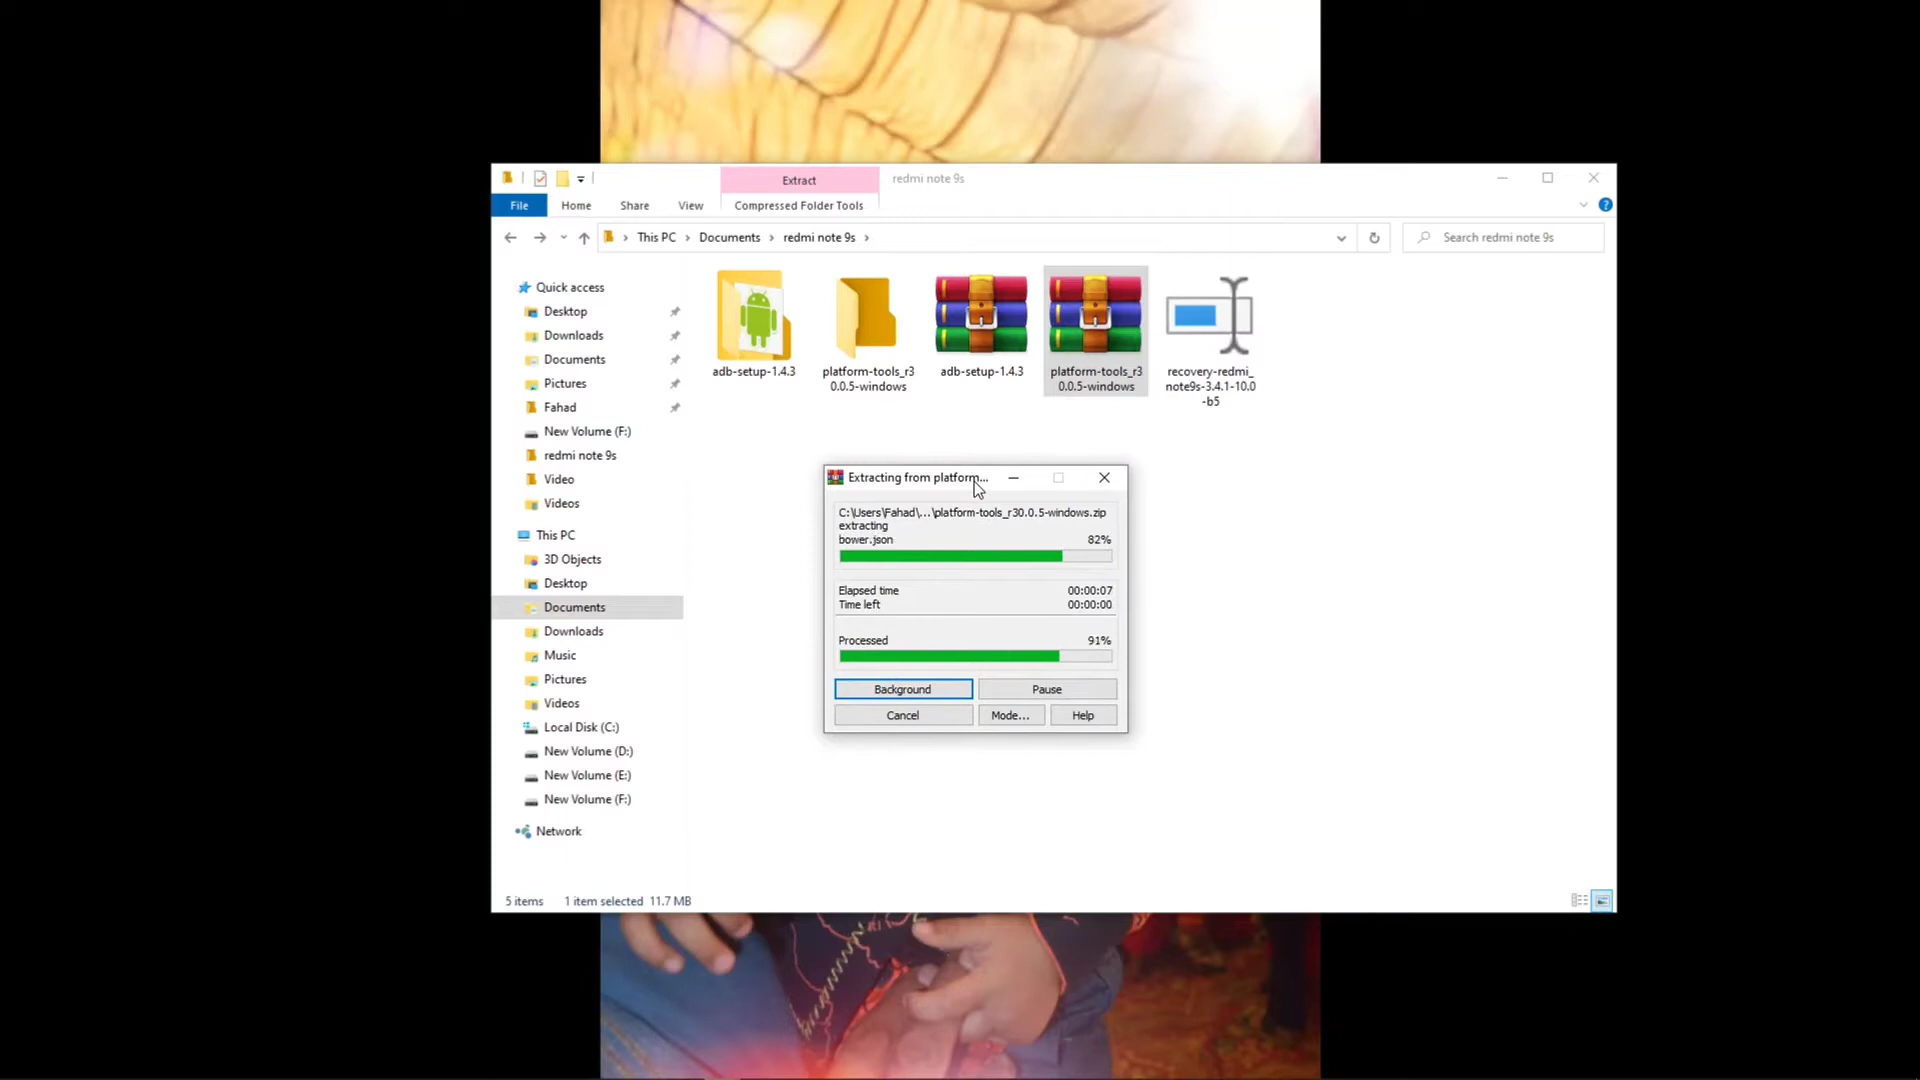 Extract
redmi note 9s
File
Home
Share
View
Compressed Folder Tools
This PC
Documents
redmi note 9s
Search redmi note 9s
Quick access
Desktop
Downloads
Documents
Pictures
Fahad
New Volume (F:)
redmi note 9s
Video
Videos
This PC
3D Objects
Desktop
Documents
Downloads
Music
Pictures
Videos
Local Disk (C:)
New Volume (D:)
New Volume (E:)
New Volume (F:)
Network
adb-setup-1.4.3
platform-tools_r3
0.0.5-windows
adb-setup-1.4.3
platform-tools_r3
0.0.5-windows
recovery-redmi_
note9s-3.4.1-10.0
-b5
Extracting from platform...
C:\Users\Fahad\...\platform-tools_r30.0.5-windows.zip
extracting
bower.json 82%
Elapsed time 00:00:07
Time left 00:00:00
Processed 91%
Background
Pause
Cancel
Mode...
Help
5 items 1 item selected 11.7 MB